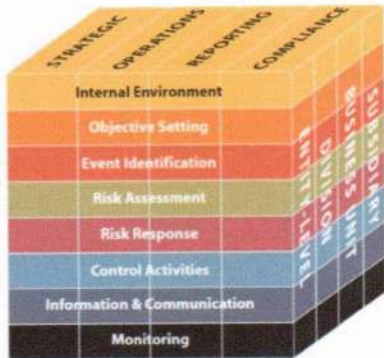 STRATEGIC
OPERATIONS
REPORTING
COMPLIANCE
Internal Environment
Objective Setting
Event Identification
Risk Assessment
Risk Response
Control Activities
Information & Communication
Monitoring
ENTITY-LEVEL
DIVISION
BUSINESS UNIT
SUBSIDIARY